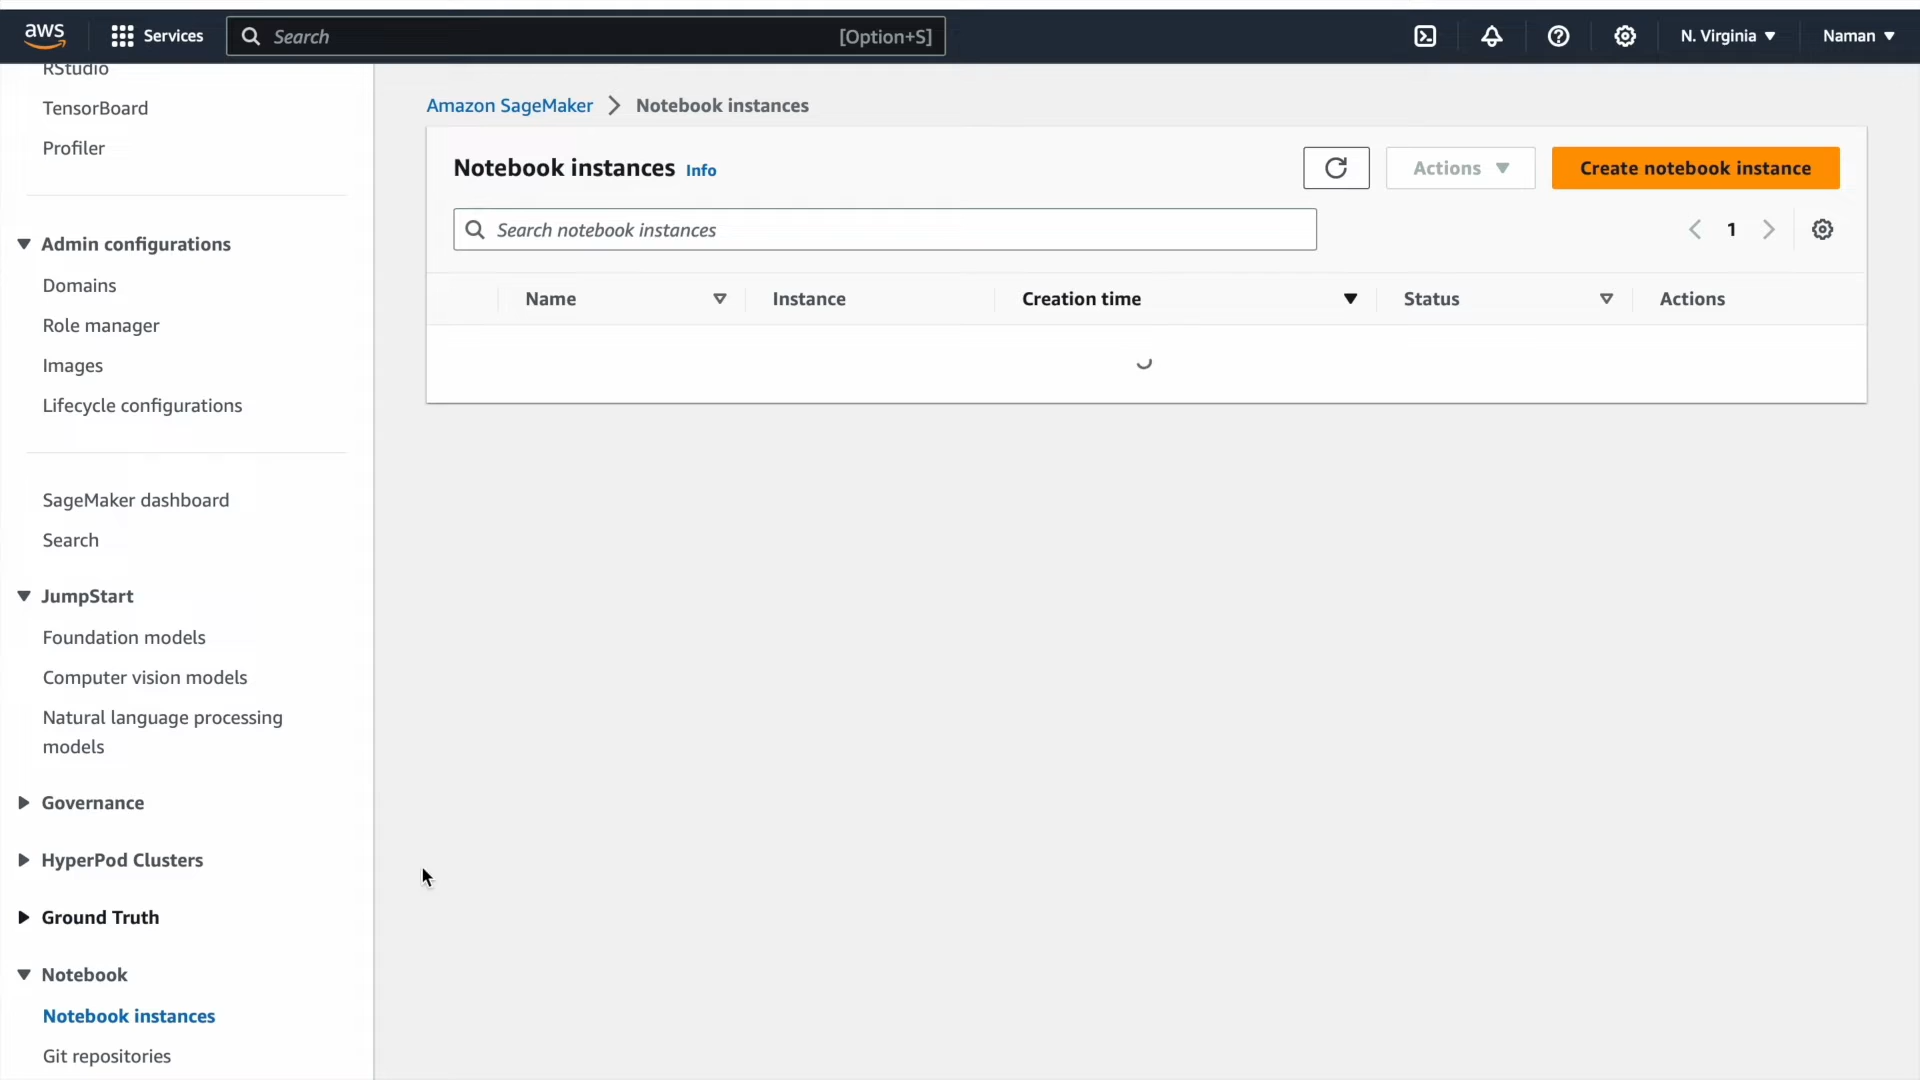 aws
Services
Search
[Option+S]
N. Virginia
Naman
RStudio
TensorBoard
Profiler
Admin configurations
Domains
Role manager
Images
Lifecycle configurations
SageMaker dashboard
Search
JumpStart
Foundation models
Computer vision models
Natural language processing
models
Governance
HyperPod Clusters
Ground Truth
Notebook
Notebook instances
Git repositories
Amazon SageMaker
Notebook instances
Notebook instances Info
Actions
Create notebook instance
Search notebook instances
1
Name
Instance
Creation time
Status
Actions